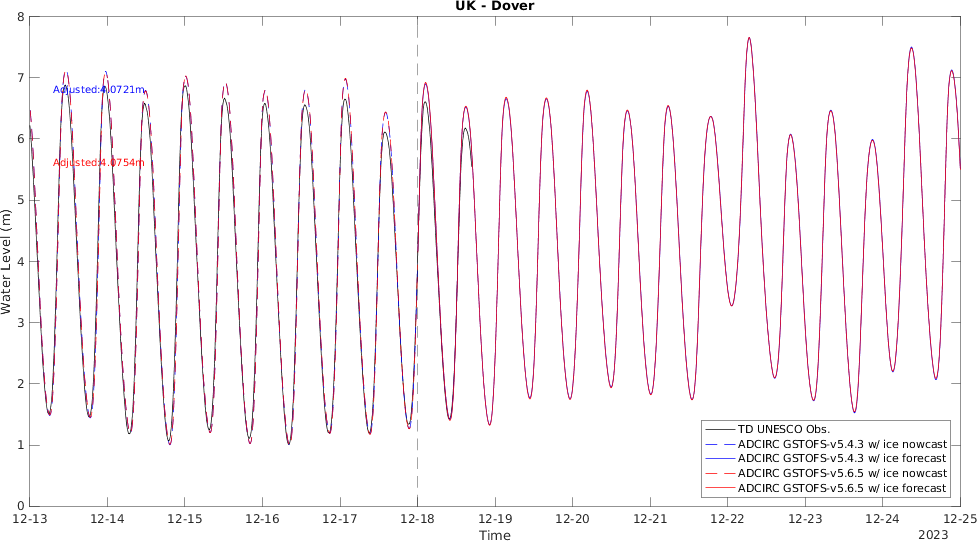 UK - Dover
8
7
6
5
4
3
2
1
0
Water Level (m)
Adjusted:4.0721m
Adjusted:4.0754m
TD UNESCO Obs.
ADCIRC GSTOFS-v5.4.3 w/ ice nowcast
ADCIRC GSTOFS-v5.4.3 w/ ice forecast
ADCIRC GSTOFS-v5.6.5 w/ ice nowcast
ADCIRC GSTOFS-v5.6.5 w/ ice forecast
12-13 12-14 12-15 12-16 12-17 12-18 12-19 12-20 12-21 12-22 12-23 12-24 12-25
Time
2023